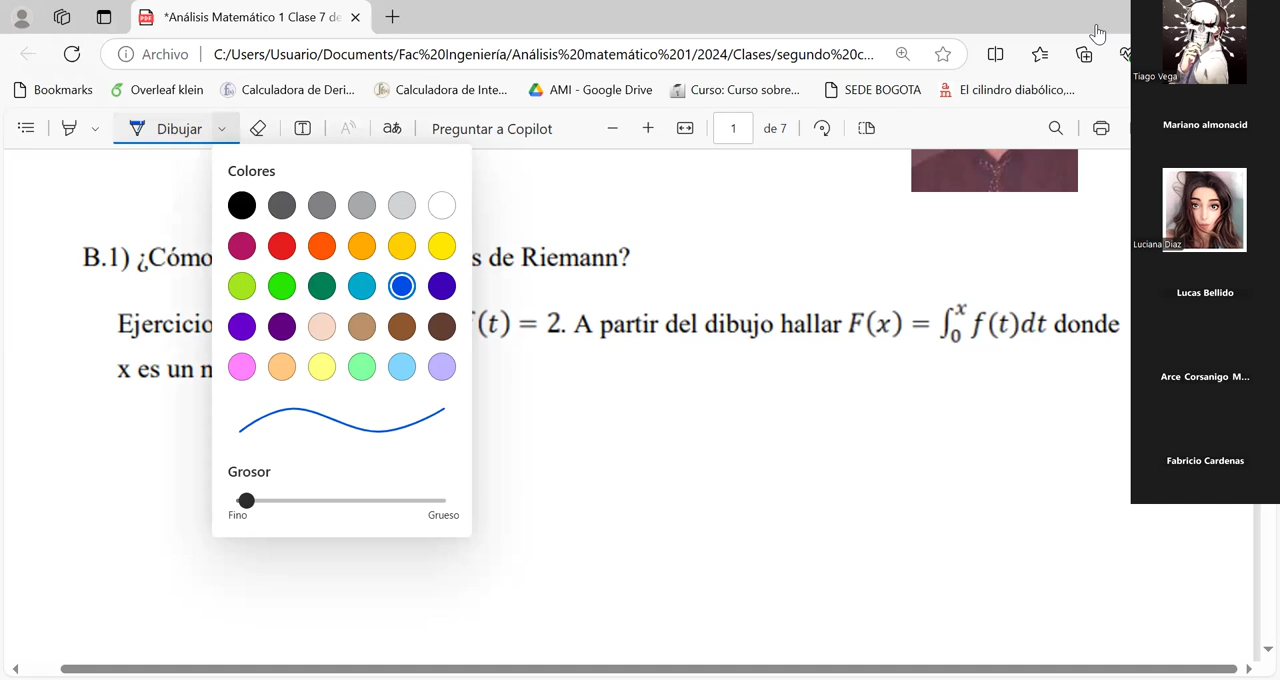 *Análisis Matemático 1 Clase 7 de
Archivo | C:/Users/Usuario/Documents/Fac%20Ingeniería/Análisis%20matemático%201/2024/Clases/segundo%20c...
Bookmarks Overleaf klein Calculadora de Deri... Calculadora de Inte... AMI - Google Drive Curso: Curso sobre... SEDE BOGOTA El cilindro diabólico,...
Dibujar aあ Preguntar a Copilot 1 de 7
Colores
B.1) ¿Cómo s de Riemann?
Ejercicio (t) = 2. A partir del dibujo hallar F(x) = ∫₀ˣ f(t)dt donde
x es un n
Grosor
Fino Grueso
Tiago Vega
Mariano almonacid
Luciana Diaz
Lucas Bellido
Arce Corsanigo M...
Fabricio Cardenas